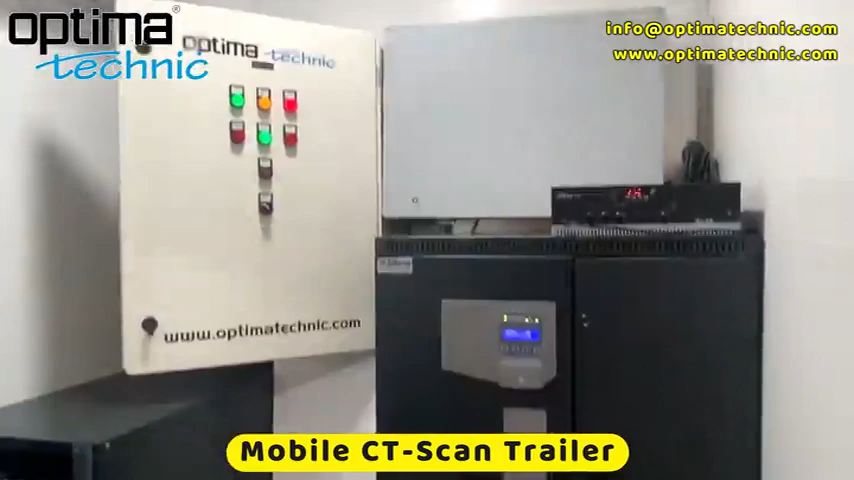 optima®
technic
info@optimatechnic.com
www.optimatechnic.com
optima technic
www.optimatechnic.com
Mobile CT-Scan Trailer